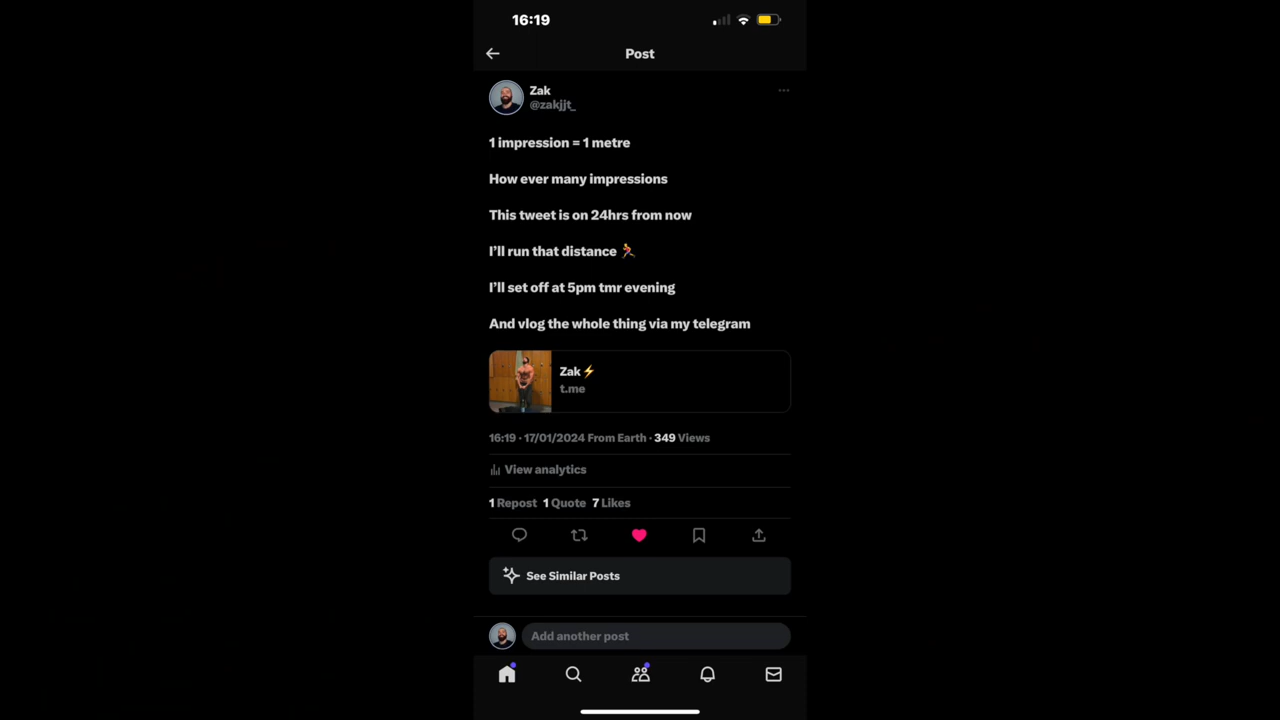 16:19
Post
Zak
@zakjjt_
1 impression = 1 metre
How ever many impressions
This tweet is on 24hrs from now
I'll run that distance 🏃
I'll set off at 5pm tmr evening
And vlog the whole thing via my telegram
Zak⚡
t.me
16:19 · 17/01/2024 From Earth · 349 Views
View analytics
1 Repost 1 Quote 7 Likes
See Similar Posts
Add another post